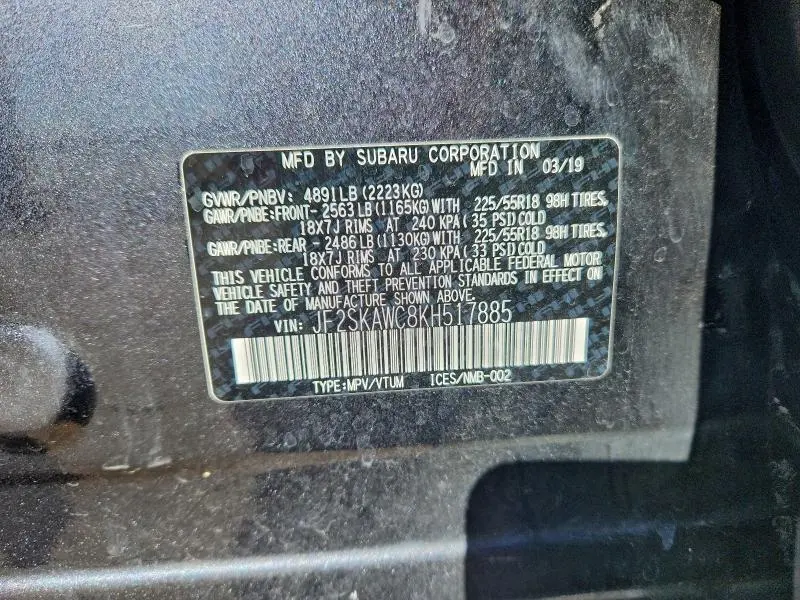 MFD BY SUBARU CORPORATION
MFD IN 03/19
GVWR/PNBV: 4891LB (2223KG)
GAWR/PNBE:FRONT- 2563LB (1165KG)WITH 225/55R18 98H TIRES,
18X7J RIMS AT 240 KPA(35 PSI)COLD
GAWR/PNBE:REAR - 2486LB (1130KG)WITH 225/55R18 98H TIRES,
18X7J RIMS AT 230 KPA(33 PSI)COLD
THIS VEHICLE CONFORMS TO ALL APPLICABLE FEDERAL MOTOR
VEHICLE SAFETY AND THEFT PREVENTION STANDARDS IN EFFECT ON
THE DATE OF MANUFACTURE SHOWN ABOVE.
VIN: JF2SKAWC8KH517885
TYPE:MPV/VTUM ICES/NMB-002